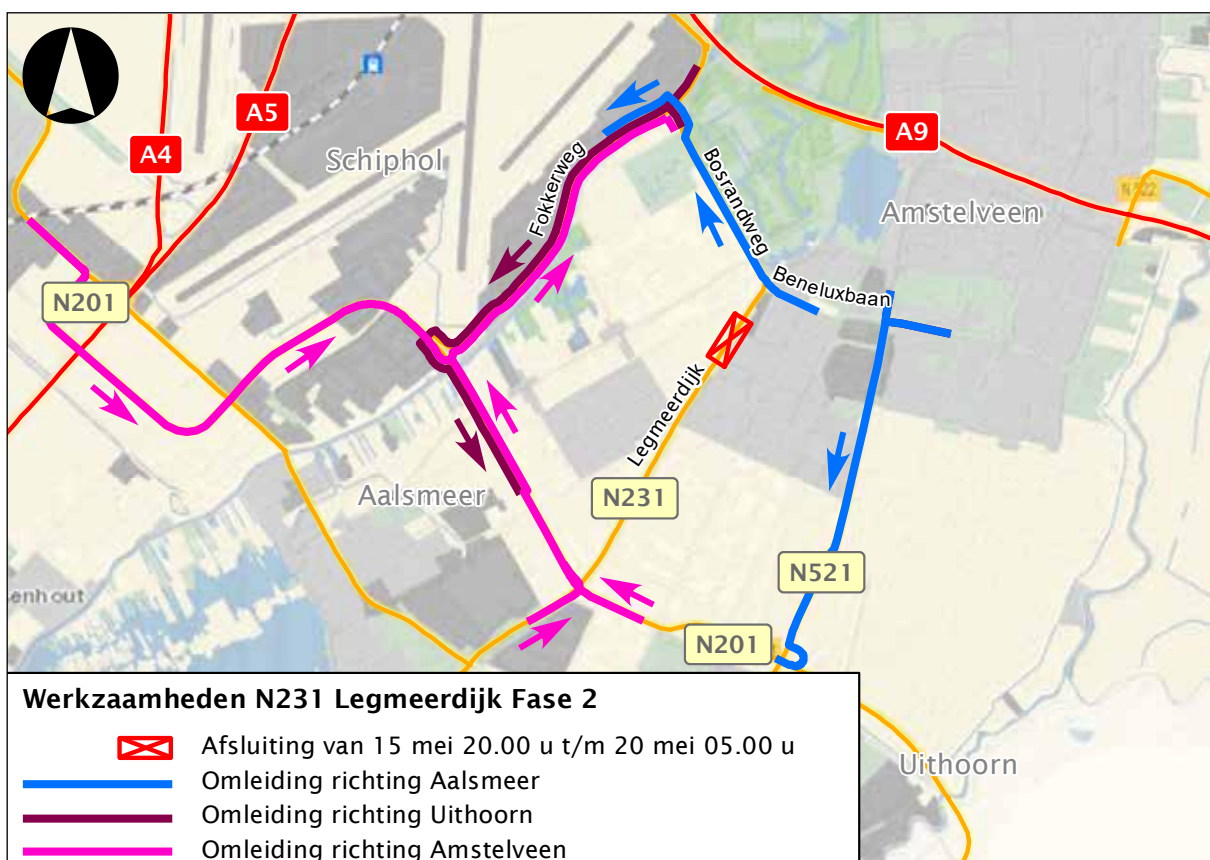 A5
A4
A9
Schiphol
Fokkerweg
Bosrandweg
Amstelveen
Beneluxbaan
N201
Legmeerdijk
Aalsmeer
N231
N521
enhout
N201
Uithoorn
Werkzaamheden N231 Legmeerdijk Fase 2
Afsluiting van 15 mei 20.00 u t/m 20 mei 05.00 u
Omleiding richting Aalsmeer
Omleiding richting Uithoorn
Omleiding richting Amstelveen